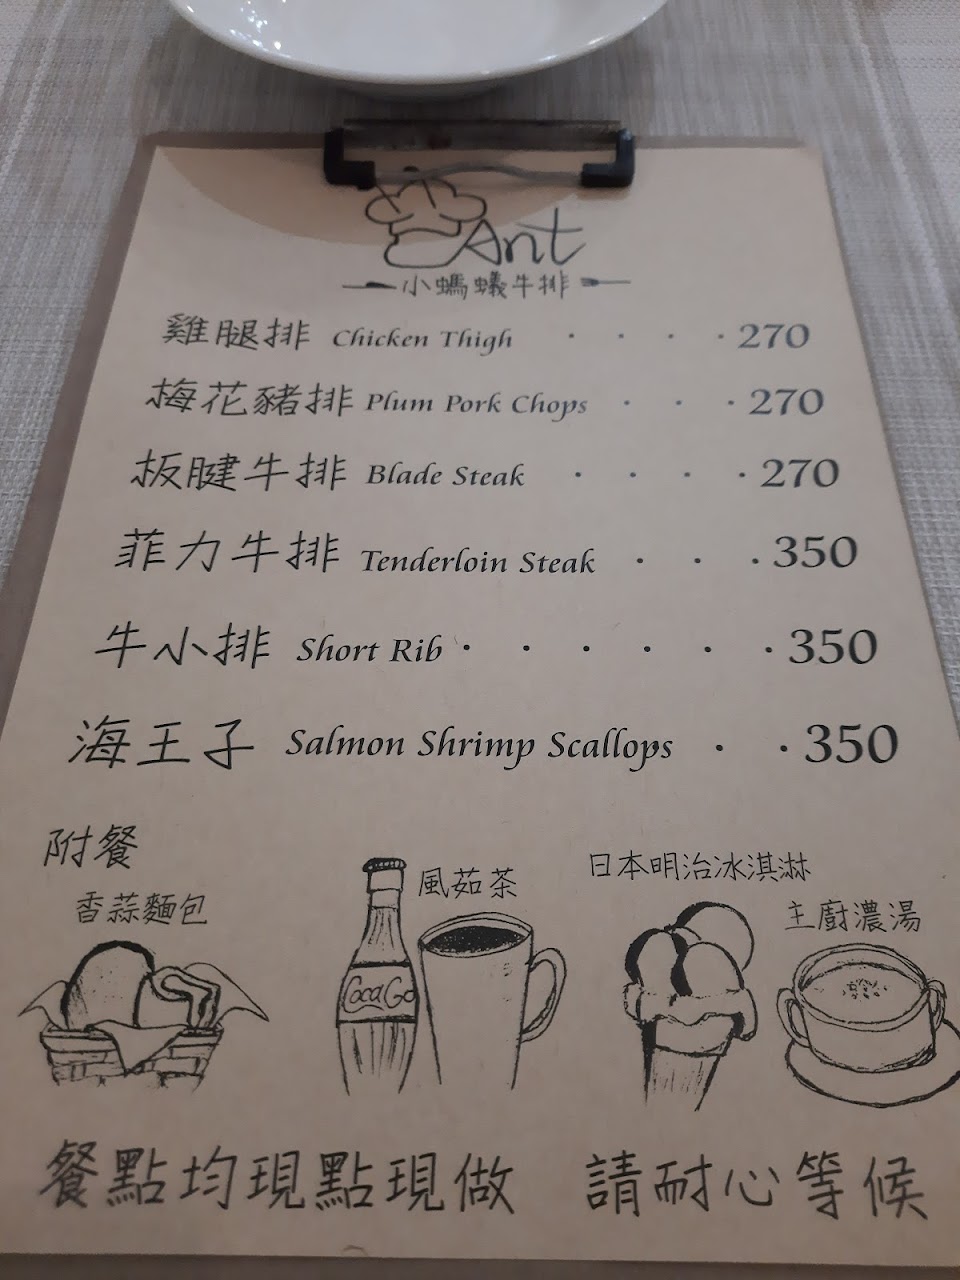 Ant
小螞蟻牛排
雞腿排 Chicken Thigh · · · · 270
梅花豬排 Plum Pork Chops · · · 270
板腱牛排 Blade Steak · · · · 270
菲力牛排 Tenderloin Steak · · · 350
牛小排 Short Rib · · · · · · 350
海王子 Salmon Shrimp Scallops · · 350
附餐
香蒜麵包
風茹茶
日本明治冰淇淋
主廚濃湯
CocaGo
餐點均現點現做 請耐心等候